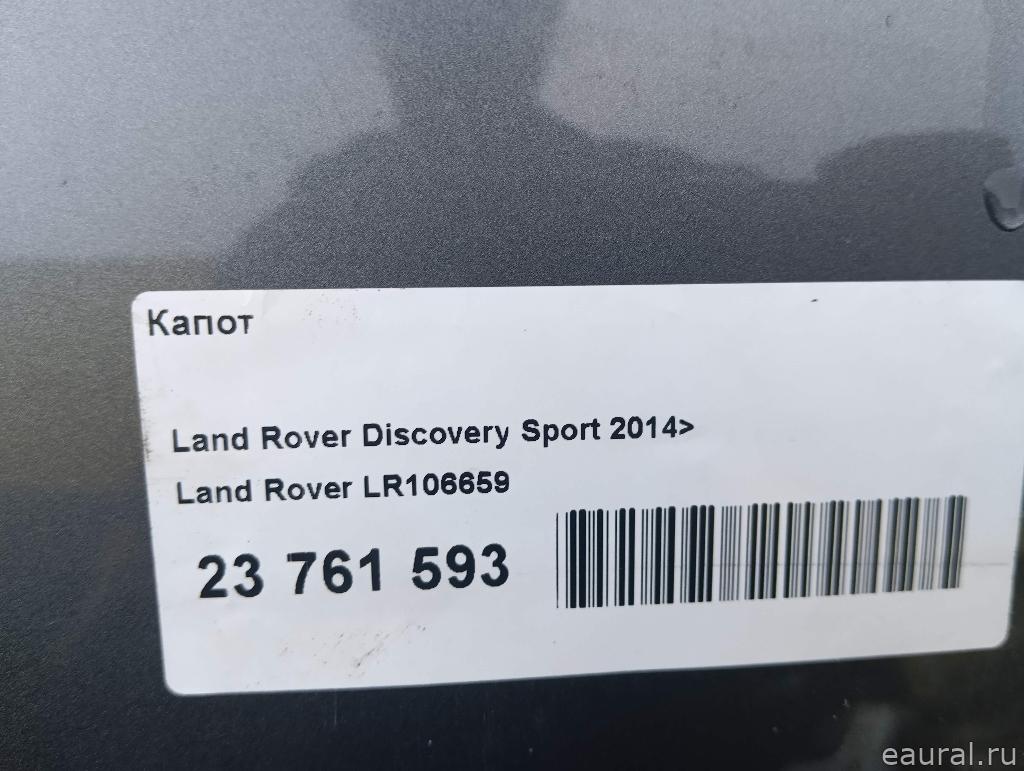 Капот
Land Rover Discovery Sport 2014>
Land Rover LR106659
23 761 593
eaural.ru